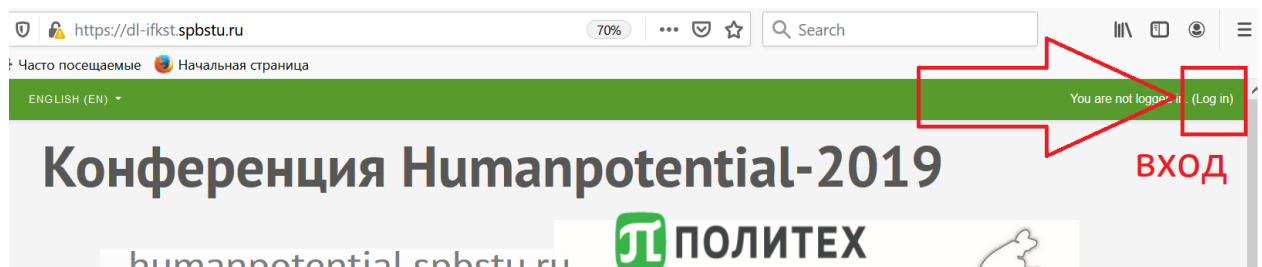 https://dl-ifkst.spbstu.ru 70% Search
Часто посещаемые Начальная страница
ENGLISH (EN) You are not logged in. (Log in)
вход
Конференция Humanpotential-2019
ПОЛИТЕХ
humanpotential.spbstu.ru